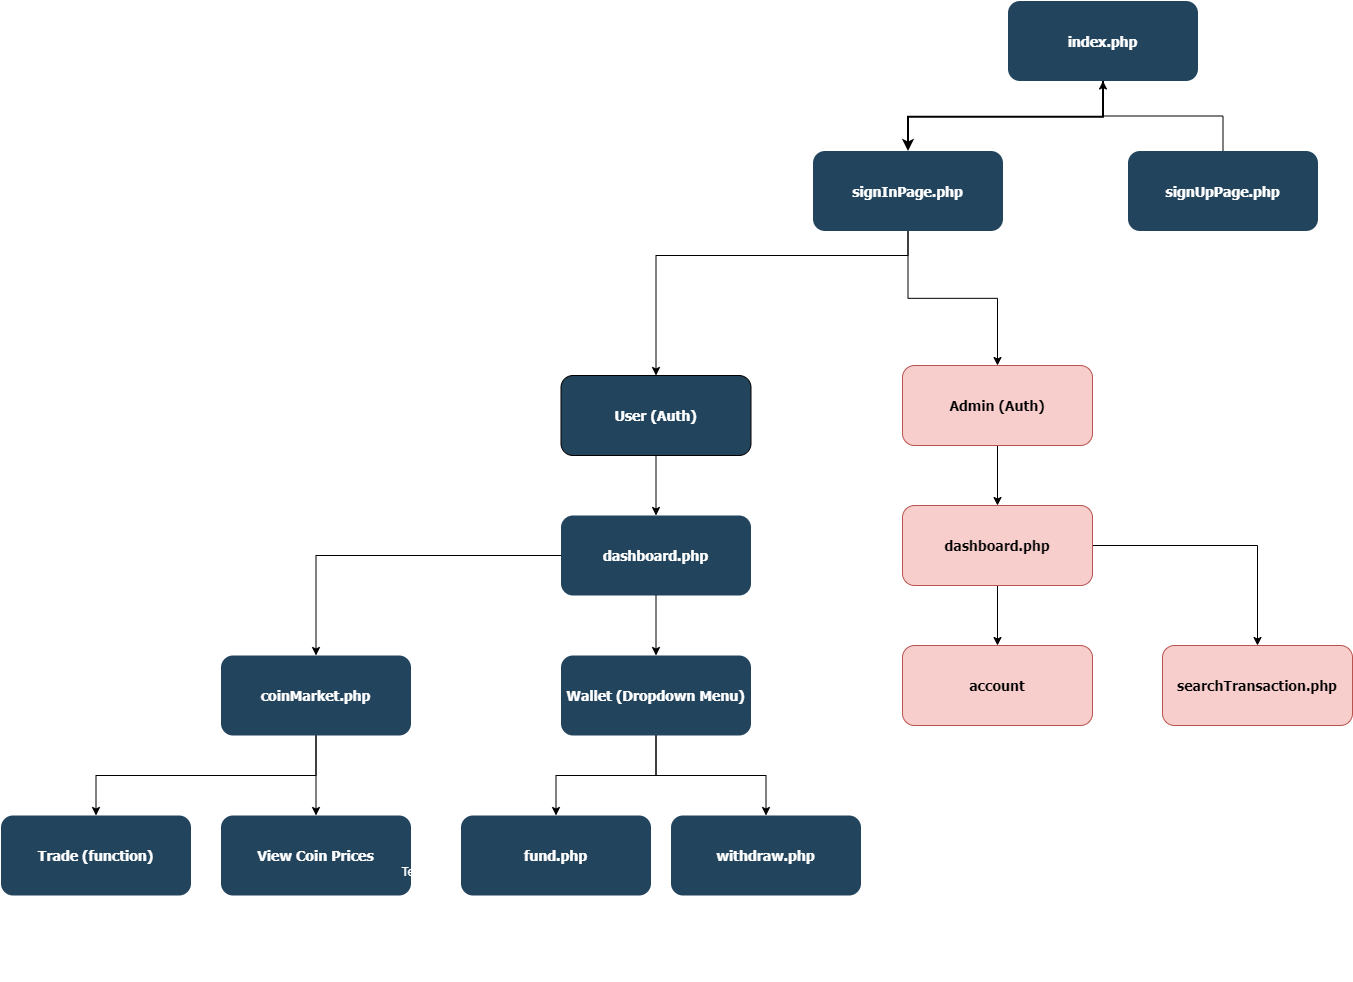 index.php
signInPage.php
signUpPage.php
User (Auth)
Admin (Auth)
dashboard.php
dashboard.php
coinMarket.php
Wallet (Dropdown Menu)
account
searchTransaction.php
Trade (function)
View Coin Prices
Te
fund.php
withdraw.php